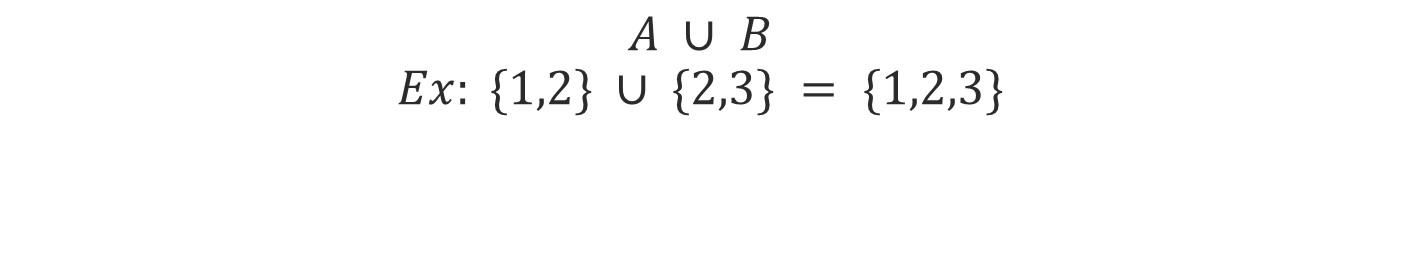 A ∪ B
Ex: {1,2} ∪ {2,3} = {1,2,3}